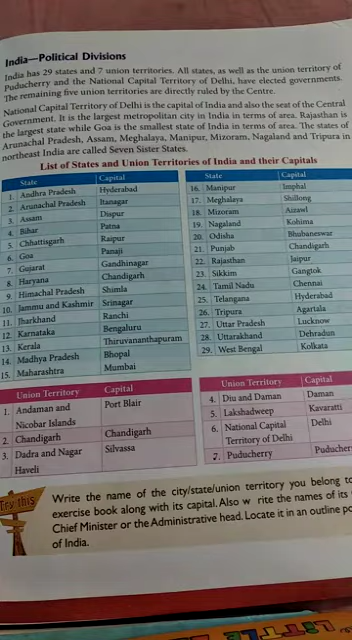 India—Political Divisions
India has 29 states and 7 union territories. All states, as well as the union territory of
Puducherry and the National Capital Territory of Delhi, have elected governments.
The remaining five union territories are directly ruled by the Centre.
National Capital Territory of Delhi is the capital of India and also the seat of the Central
Government. It is the largest metropolitan city in India in terms of area. Rajasthan is
the largest state while Goa is the smallest state of India in terms of area. The states of
Arunachal Pradesh, Assam, Meghalaya, Manipur, Mizoram, Nagaland and Tripura in
northeast India are called Seven Sister States.
List of States and Union Territories of India and their Capitals
State Capital
1. Andhra Pradesh Hyderabad
2. Arunachal Pradesh Itanagar
3. Assam Dispur
4. Bihar Patna
5. Chhattisgarh Raipur
6. Goa Panaji
7. Gujarat Gandhinagar
8. Haryana Chandigarh
9. Himachal Pradesh Shimla
10. Jammu and Kashmir Srinagar
11. Jharkhand Ranchi
12. Karnataka Bengaluru
13. Kerala Thiruvananthapuram
14. Madhya Pradesh Bhopal
15. Maharashtra Mumbai
State Capital
16. Manipur Imphal
17. Meghalaya Shillong
18. Mizoram Aizawl
19. Nagaland Kohima
20. Odisha Bhubaneswar
21. Punjab Chandigarh
22. Rajasthan Jaipur
23. Sikkim Gangtok
24. Tamil Nadu Chennai
25. Telangana Hyderabad
26. Tripura Agartala
27. Uttar Pradesh Lucknow
28. Uttarakhand Dehradun
29. West Bengal Kolkata
Union Territory Capital
1. Andaman and Port Blair
Nicobar Islands
2. Chandigarh Chandigarh
3. Dadra and Nagar Silvassa
Haveli
Union Territory Capital
4. Diu and Daman Daman
5. Lakshadweep Kavaratti
6. National Capital Delhi
Territory of Delhi
7. Puducherry Puducher
Try this
Write the name of the city/state/union territory you belong to
exercise book along with its capital. Also w rite the names of its
Chief Minister or the Administrative head. Locate it in an outline po
of India.